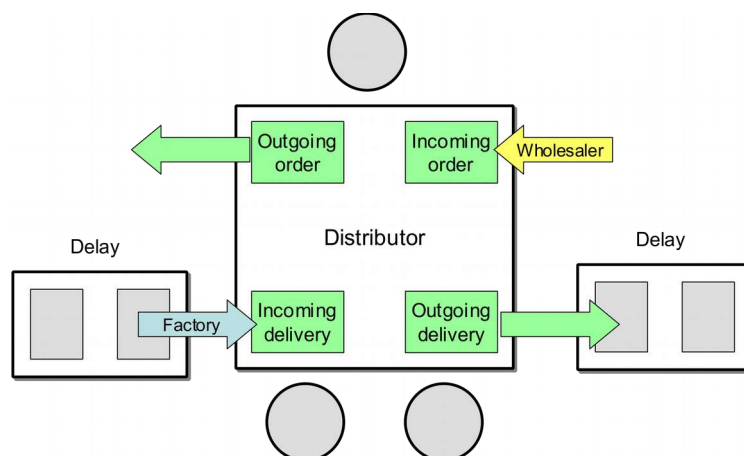 Outgoing
order
Incoming
order
Wholesaler
Distributor
Delay
Delay
Factory
Incoming
delivery
Outgoing
delivery